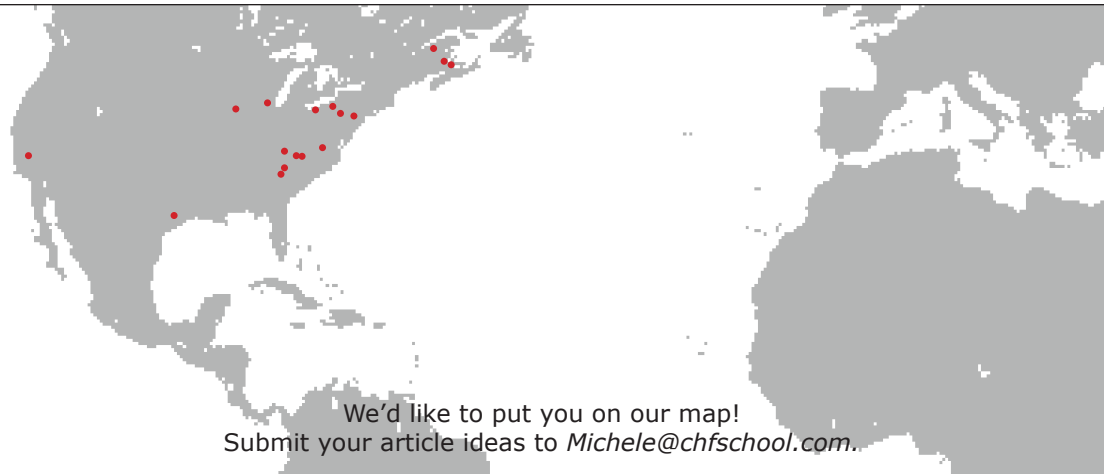 We’d like to put you on our map!
Submit your article ideas to Michele@chfschool.com.